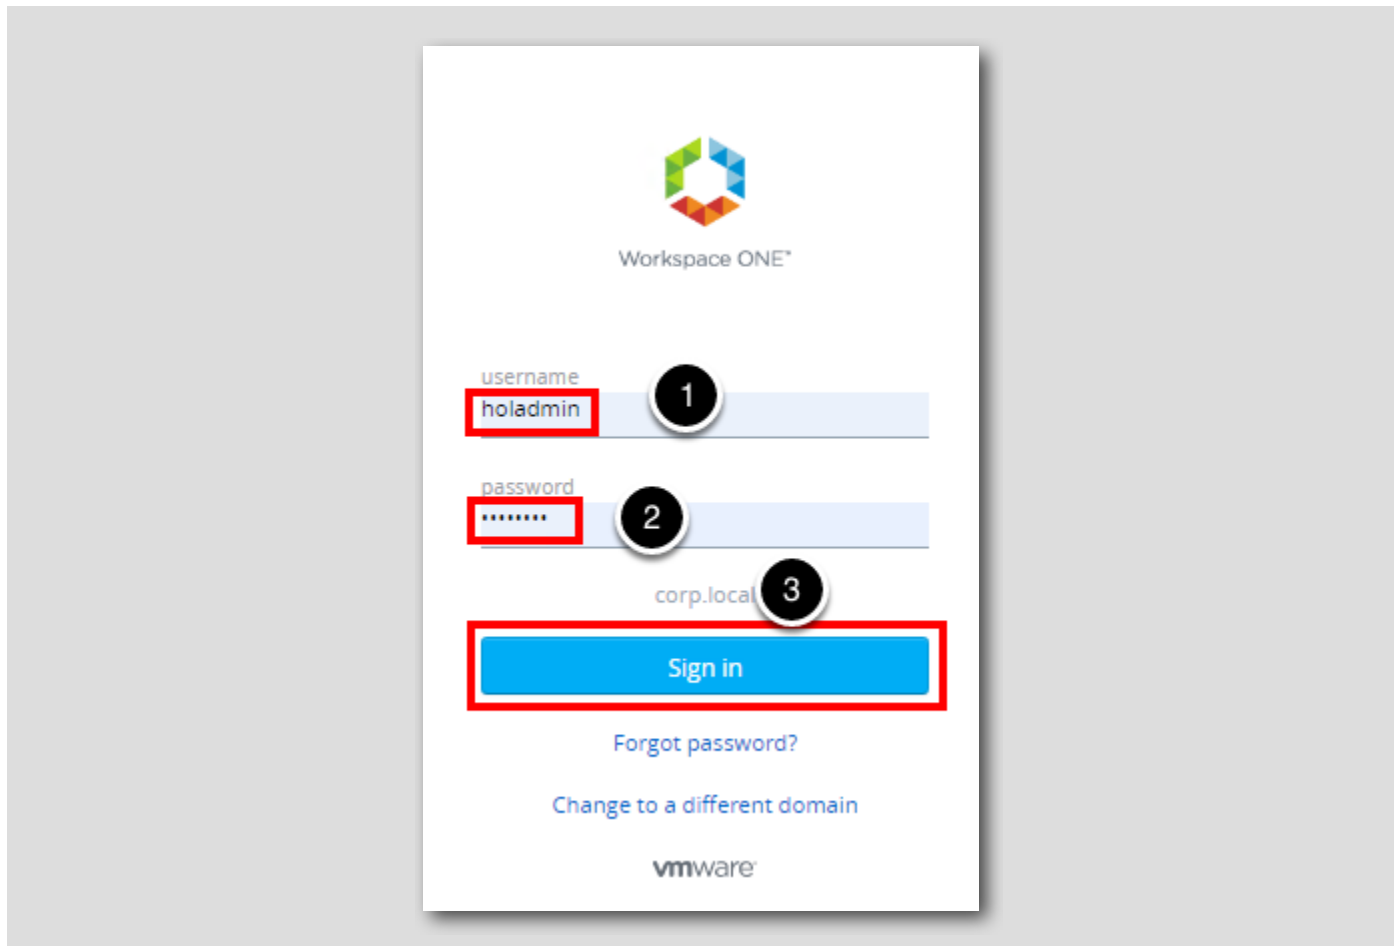 Workspace ONE™
username
holadmin
1
password
••••••••
2
corp.local
3
Sign in
Forgot password?
Change to a different domain
vmware